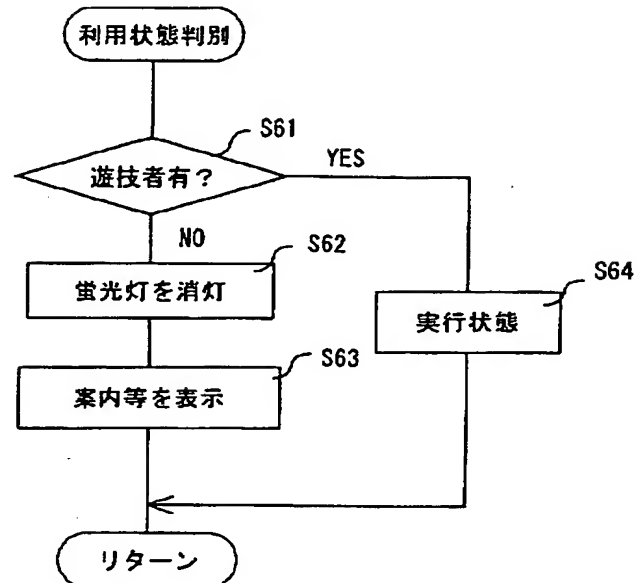 利用状態判別
S61
遊技者有？
YES
NO
S62
蛍光灯を消灯
S64
実行状態
S63
案内等を表示
リターン